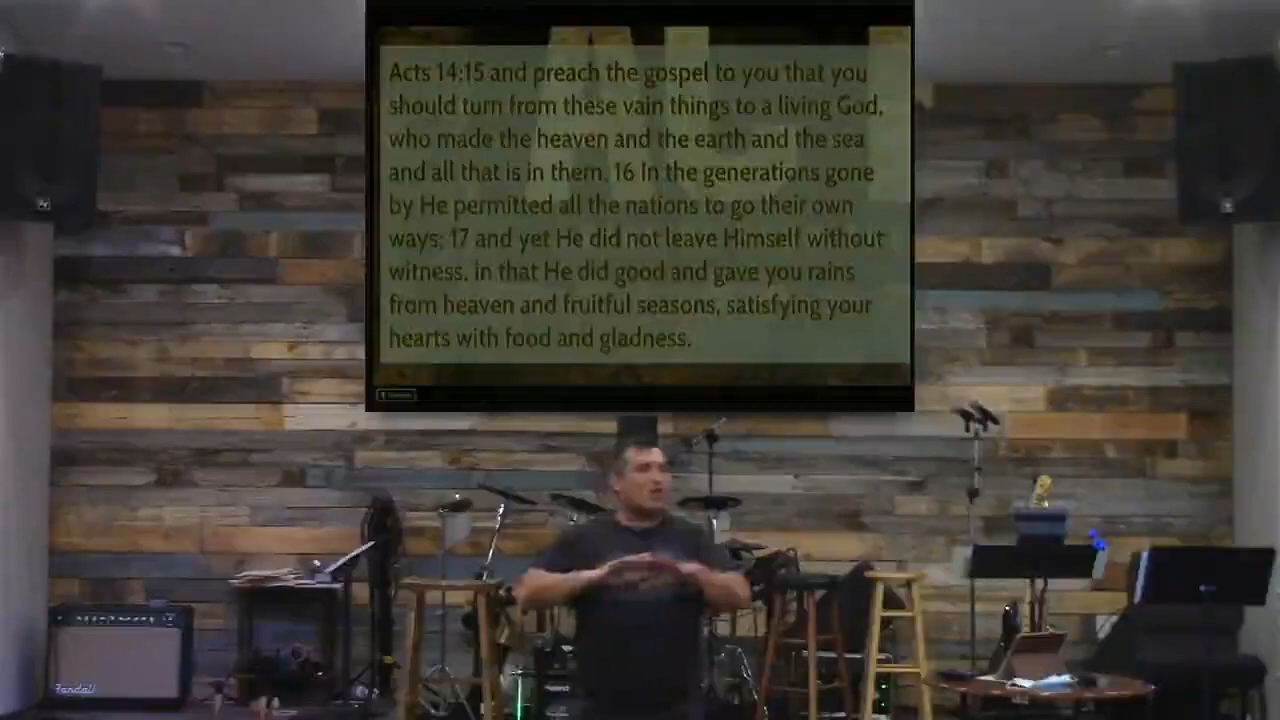 Acts 14:15 and preach the gospel to you that you
should turn from these vain things to a living God,
who made the heaven and the earth and the sea
and all that is in them. 16 In the generations gone
by He permitted all the nations to go their own
ways; 17 and yet He did not leave Himself without
witness, in that He did good and gave you rains
from heaven and fruitful seasons, satisfying your
hearts with food and gladness.
Randall
Roland